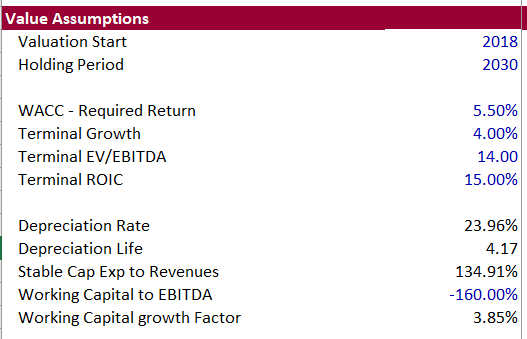 Value Assumptions
Valuation Start 2018
Holding Period 2030
WACC - Required Return 5.50%
Terminal Growth 4.00%
Terminal EV/EBITDA 14.00
Terminal ROIC 15.00%
Depreciation Rate 23.96%
Depreciation Life 4.17
Stable Cap Exp to Revenues 134.91%
Working Capital to EBITDA -160.00%
Working Capital growth Factor 3.85%